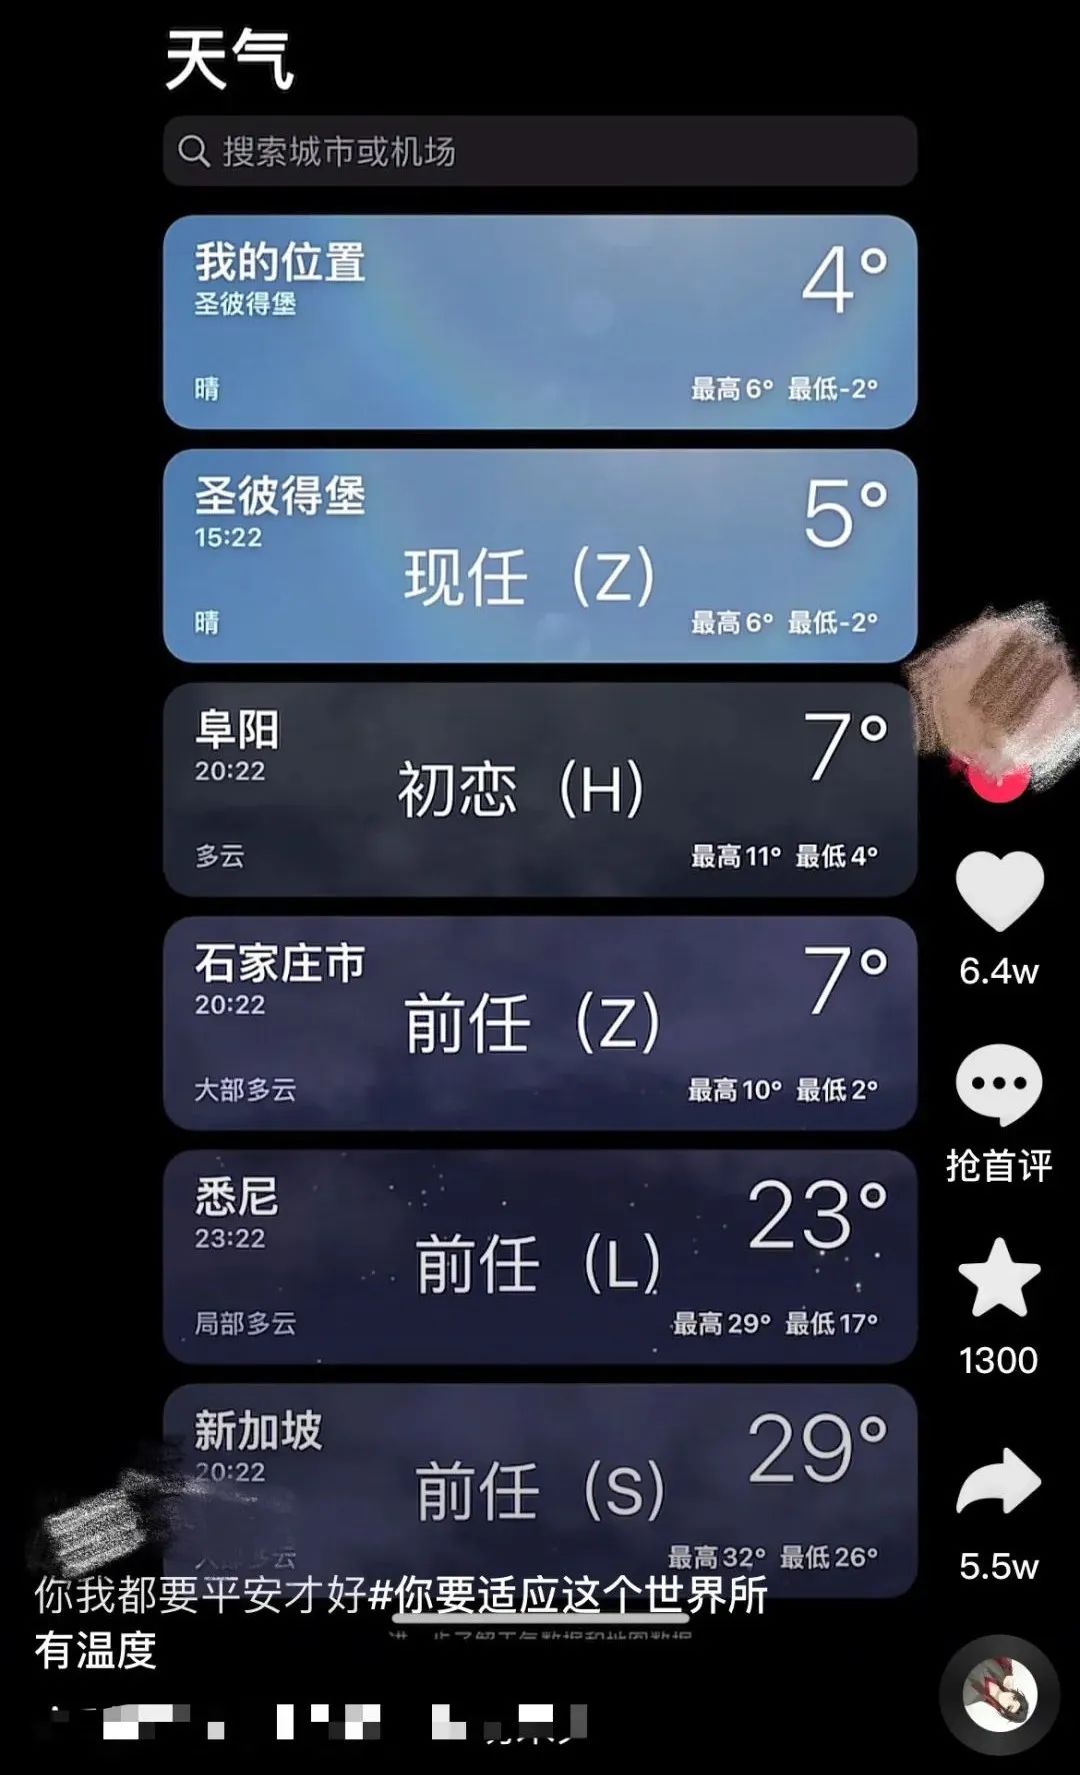 天气
搜索城市或机场
我的位置
4°
圣彼得堡
晴
最高6° 最低-2°
圣彼得堡
5°
15:22
现任 (Z)
晴
最高6° 最低-2°
阜阳
7°
20:22
初恋 (H)
多云
最高11° 最低4°
石家庄市
7°
20:22
前任 (Z)
大部多云
最高10° 最低2°
悉尼
23°
23:22
前任 (L)
局部多云
最高29° 最低17°
新加坡
29°
20:22
前任 (S)
大部多云
最高32° 最低26°
6.4w
抢首评
1300
5.5w
你我都要平安才好#你要适应这个世界所
有温度